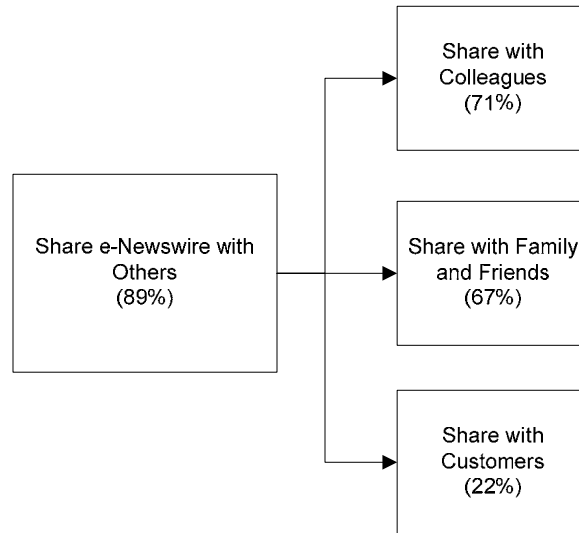 Share with
Colleagues
(71%)
Share e-Newswire with
Others
(89%)
Share with Family
and Friends
(67%)
Share with
Customers
(22%)